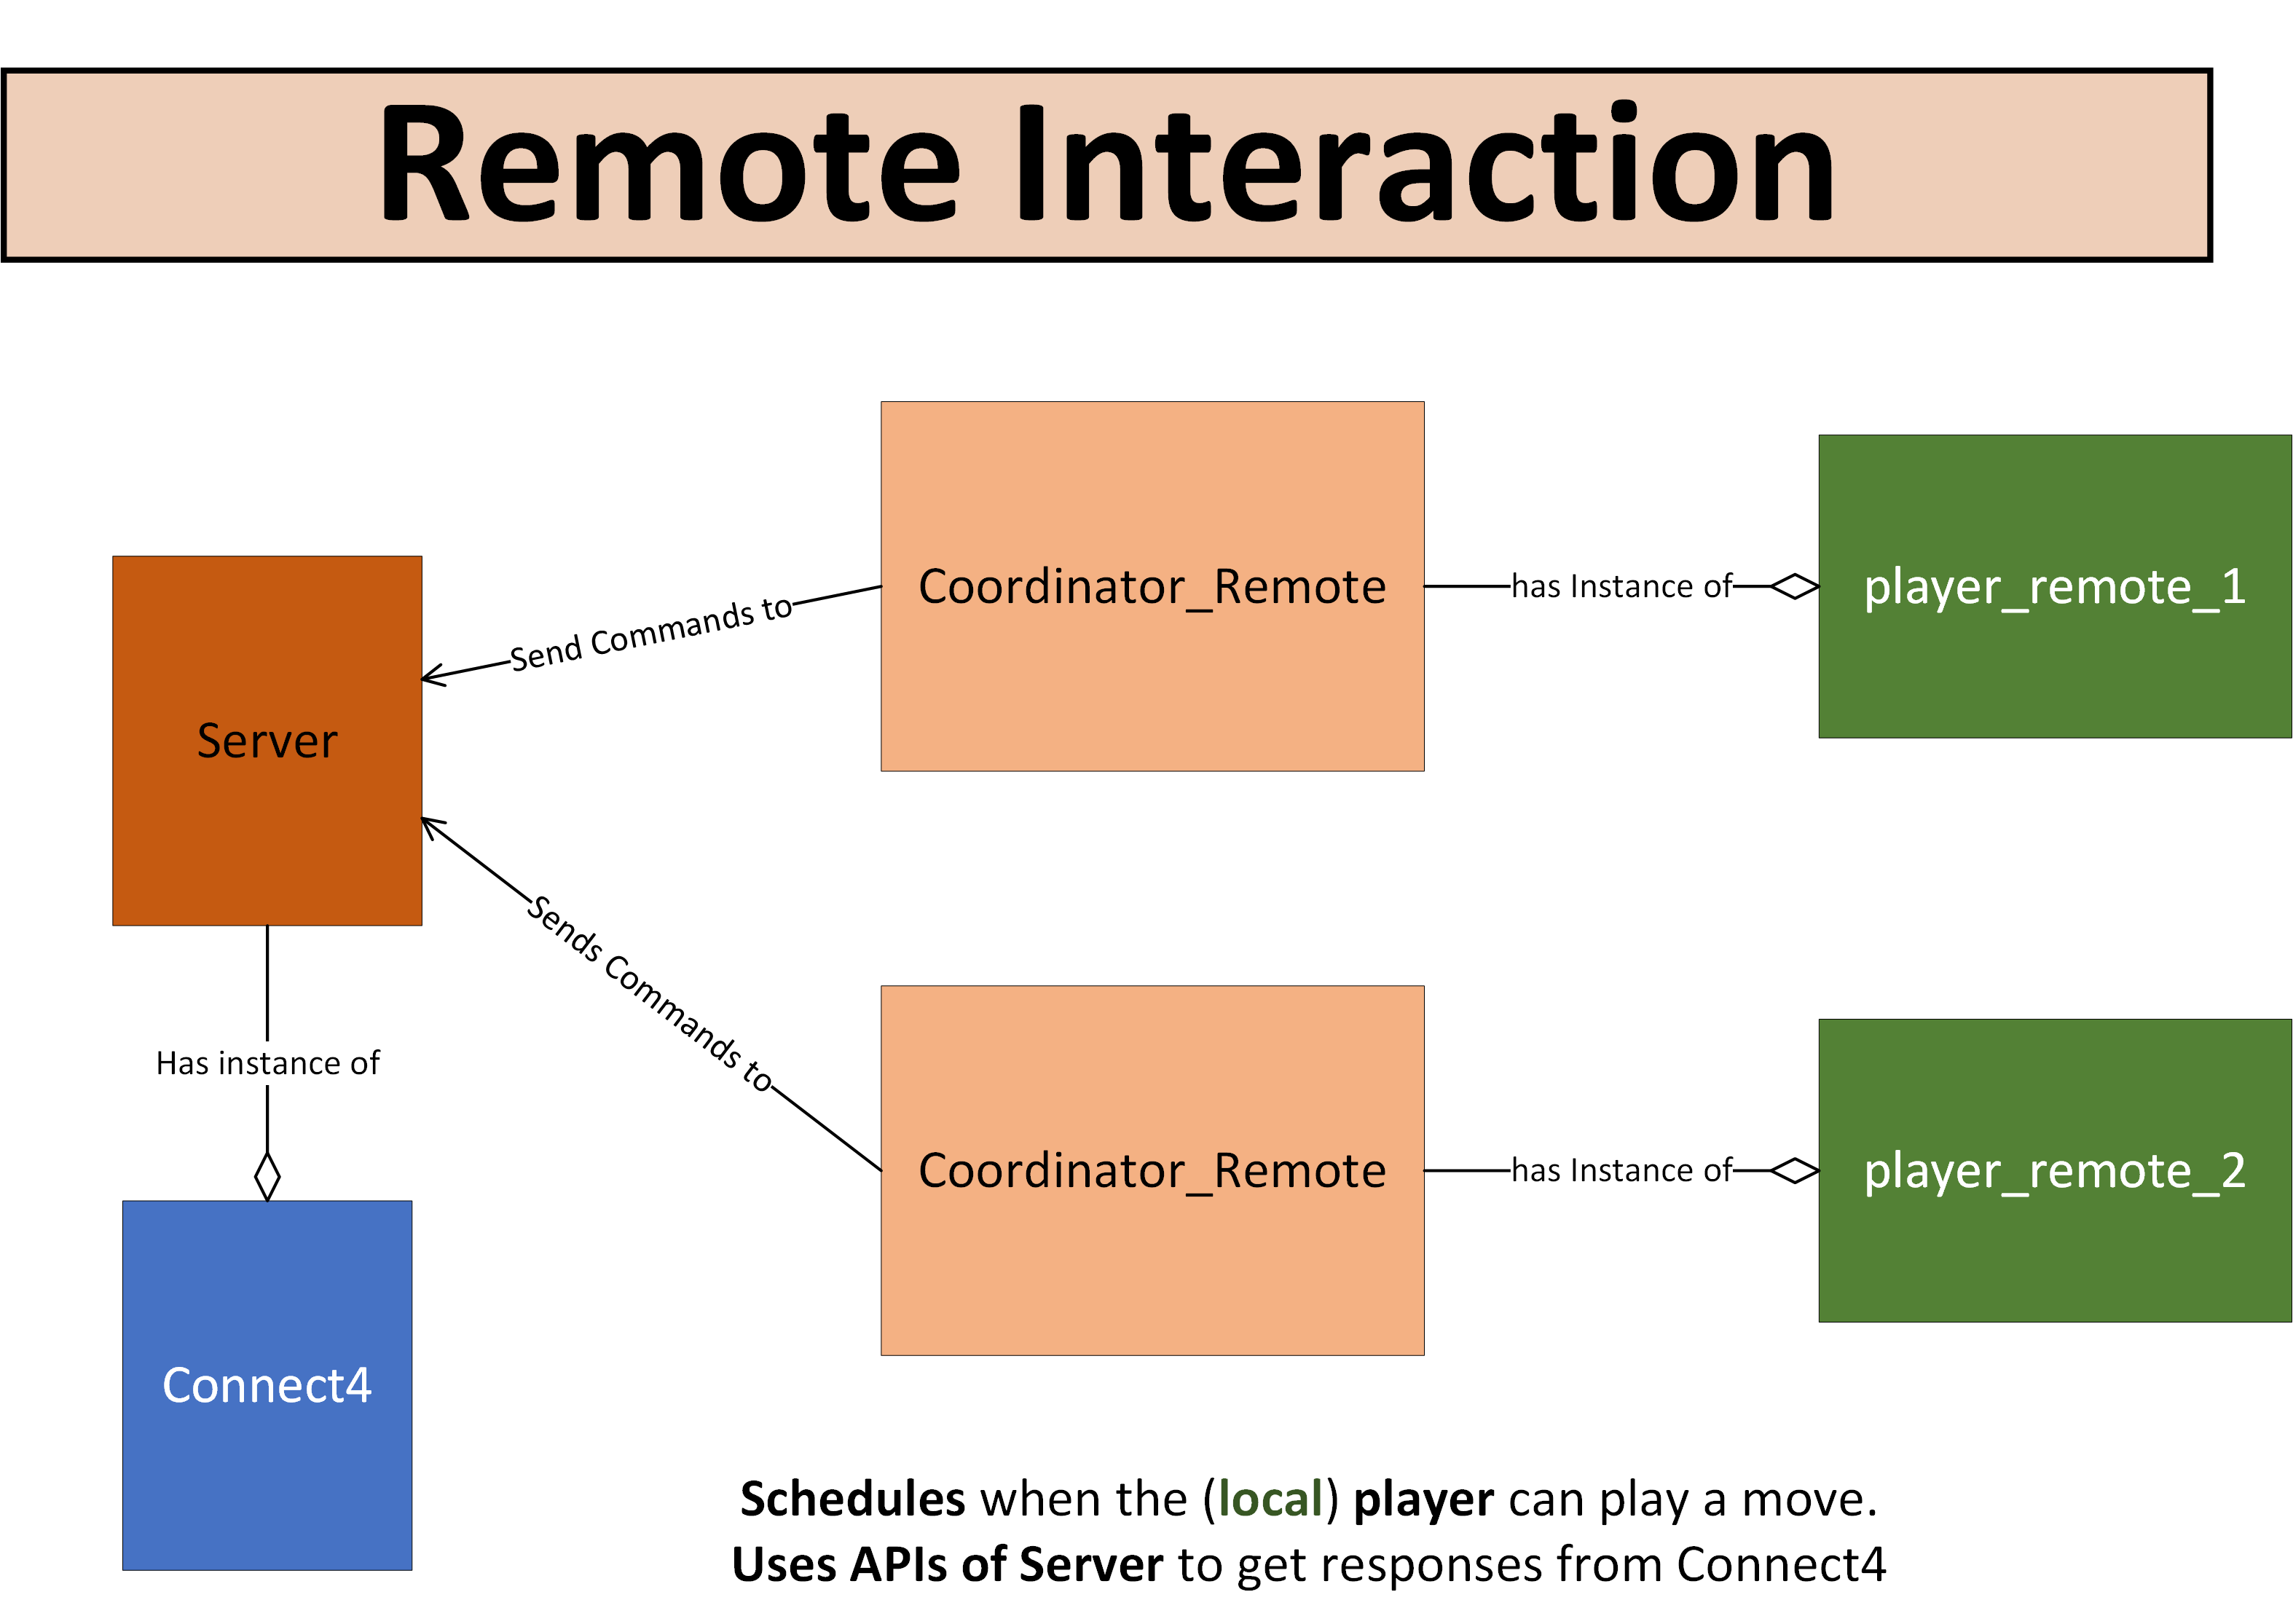 Remote Interaction
Coordinator_Remote
has Instance of
player_remote_1
Send Commands to
Server
Sends Commands to
Has instance of
Coordinator_Remote
has Instance of
player_remote_2
Connect4
Schedules when the (local) player can play a move.
Uses APIs of Server to get responses from Connect4